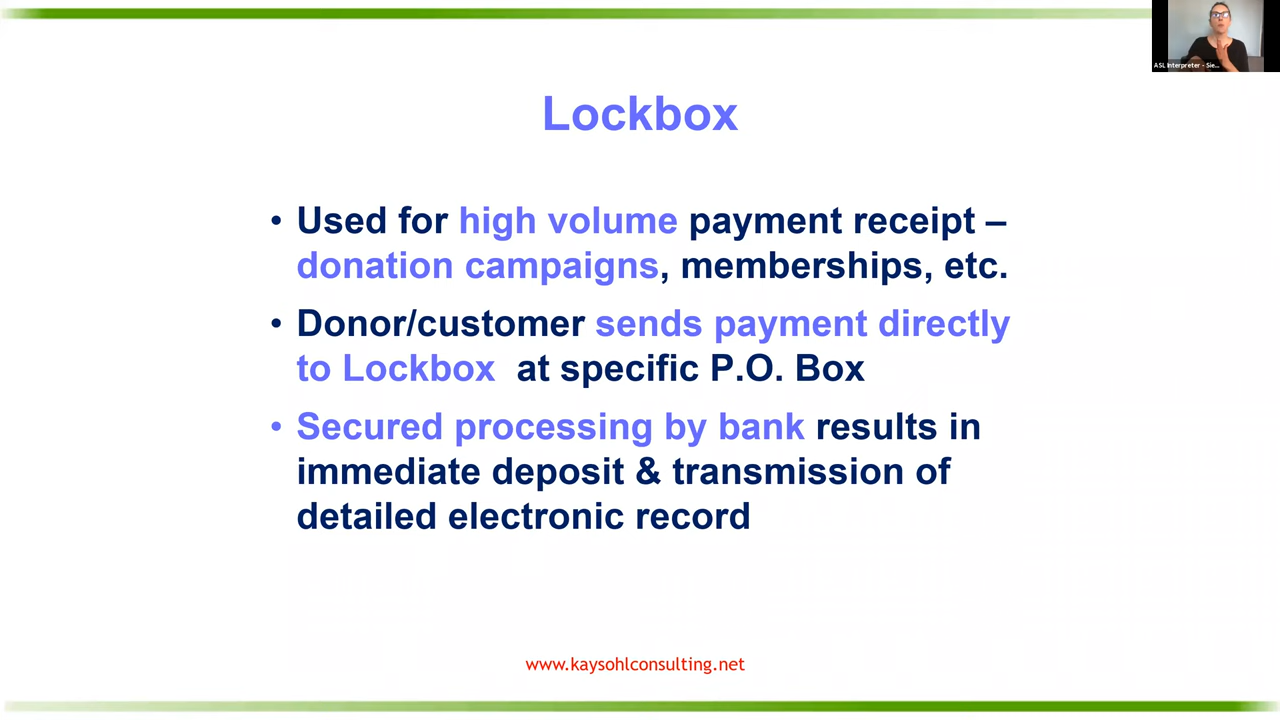 ASL Interpreter - Sie...
Lockbox
• Used for high volume payment receipt –
donation campaigns, memberships, etc.
• Donor/customer sends payment directly
to Lockbox at specific P.O. Box
• Secured processing by bank results in
immediate deposit & transmission of
detailed electronic record
www.kaysohlconsulting.net